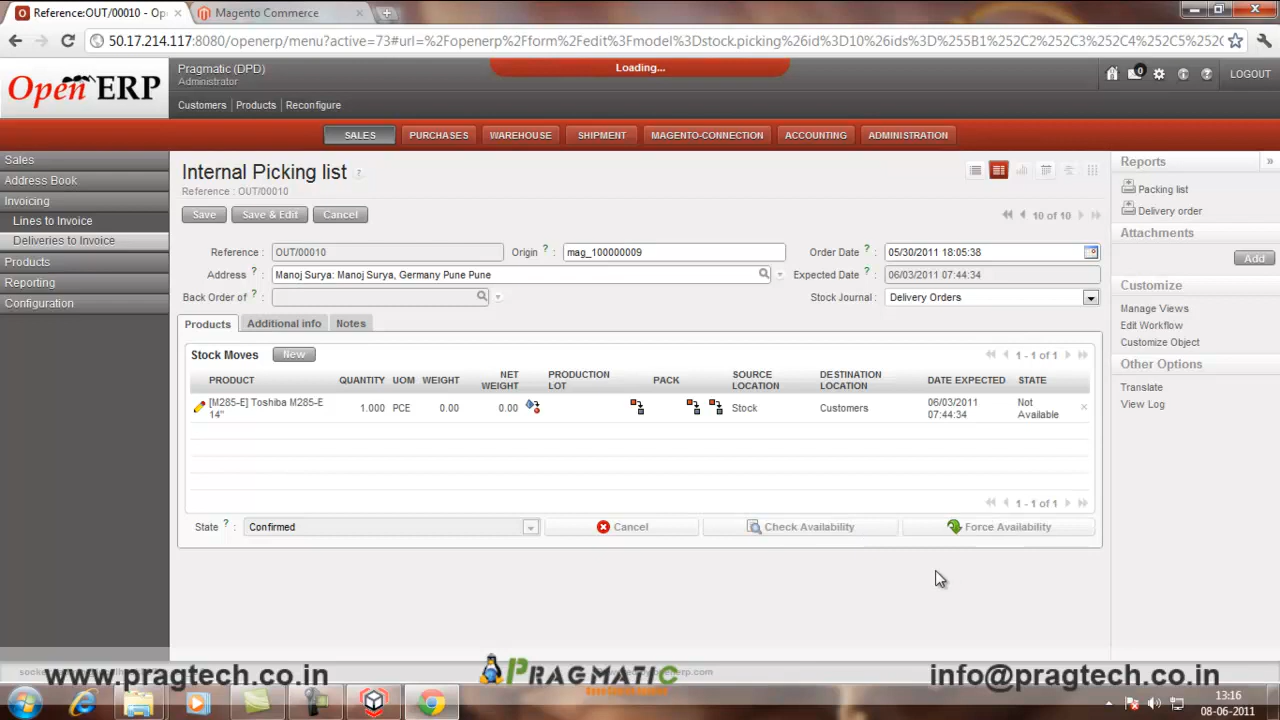 Reference:OUT/00010 - Ope
Magento Commerce
50.17.214.117:8080/openerp/menu?active=73#url=%2Fopenerp%2Fform%2Fedit%3Fmodel%3Dstock.picking%26id%3D10%26ids%3D%255B1%252C2%252C3%252C4%252C5%252C
Open ERP
Pragmatic (DPD)
Administrator
Loading...
0
LOGOUT
Customers | Products | Reconfigure
SALES
PURCHASES
WAREHOUSE
SHIPMENT
MAGENTO-CONNECTION
ACCOUNTING
ADMINISTRATION
Sales
Address Book
Invoicing
Lines to Invoice
Deliveries to Invoice
Products
Reporting
Configuration
Internal Picking list ?
Reference : OUT/00010
Save
Save & Edit
Cancel
10 of 10
Reference : OUT/00010
Origin ? : mag_100000009
Order Date ? : 05/30/2011 18:05:38
Address ? : Manoj Surya: Manoj Surya, Germany Pune Pune
Expected Date ? : 06/03/2011 07:44:34
Back Order of ? :
Stock Journal : Delivery Orders
Products
Additional info
Notes
Stock Moves
New
1 - 1 of 1
PRODUCT QUANTITY UOM WEIGHT NET WEIGHT PRODUCTION LOT PACK SOURCE LOCATION DESTINATION LOCATION DATE EXPECTED STATE
[M285-E] Toshiba M285-E 14" 1.000 PCE 0.00 0.00 Stock Customers 06/03/2011 07:44:34 Not Available
1 - 1 of 1
State ? : Confirmed
Cancel
Check Availability
Force Availability
Reports
»
Packing list
Delivery order
Attachments
Add
Customize
Manage Views
Edit Workflow
Customize Object
Other Options
Translate
View Log
www.pragtech.co.in
PRAGMATIC
info@pragtech.co.in
13:16
08-06-2011